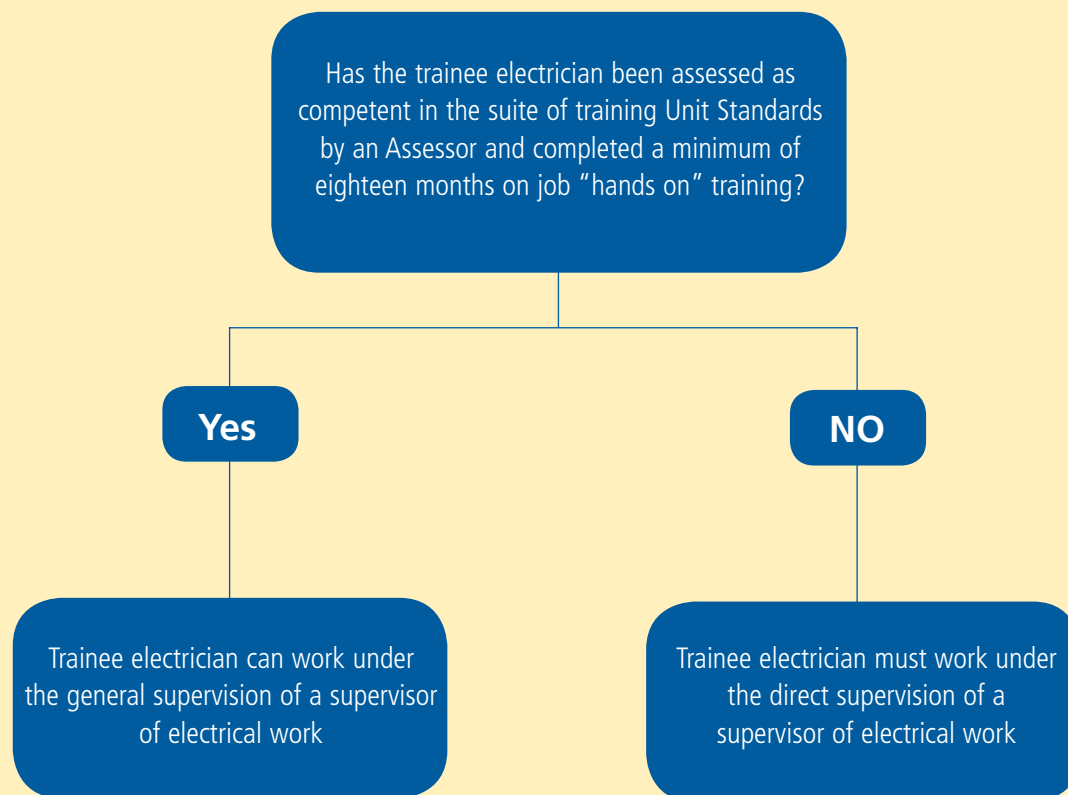 Has the trainee electrician been assessed as
competent in the suite of training Unit Standards
by an Assessor and completed a minimum of
eighteen months on job “hands on” training?
Yes
NO
Trainee electrician can work under
the general supervision of a supervisor
of electrical work
Trainee electrician must work under
the direct supervision of a
supervisor of electrical work